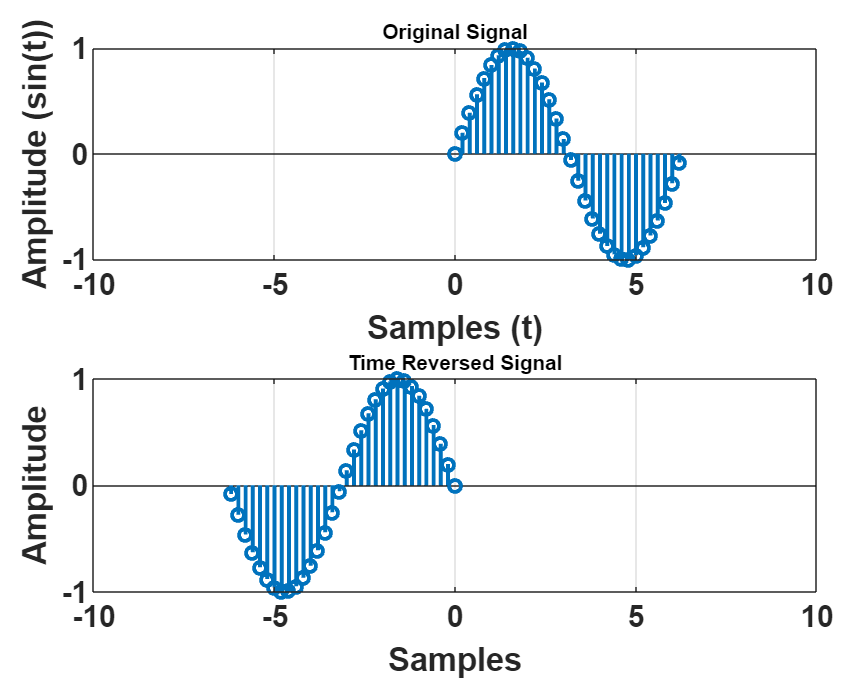 Original Signal
Amplitude (sin(t))
1
0
-1
-10
-5
0
5
10
Samples (t)
Time Reversed Signal
Amplitude
1
0
-1
-10
-5
0
5
10
Samples